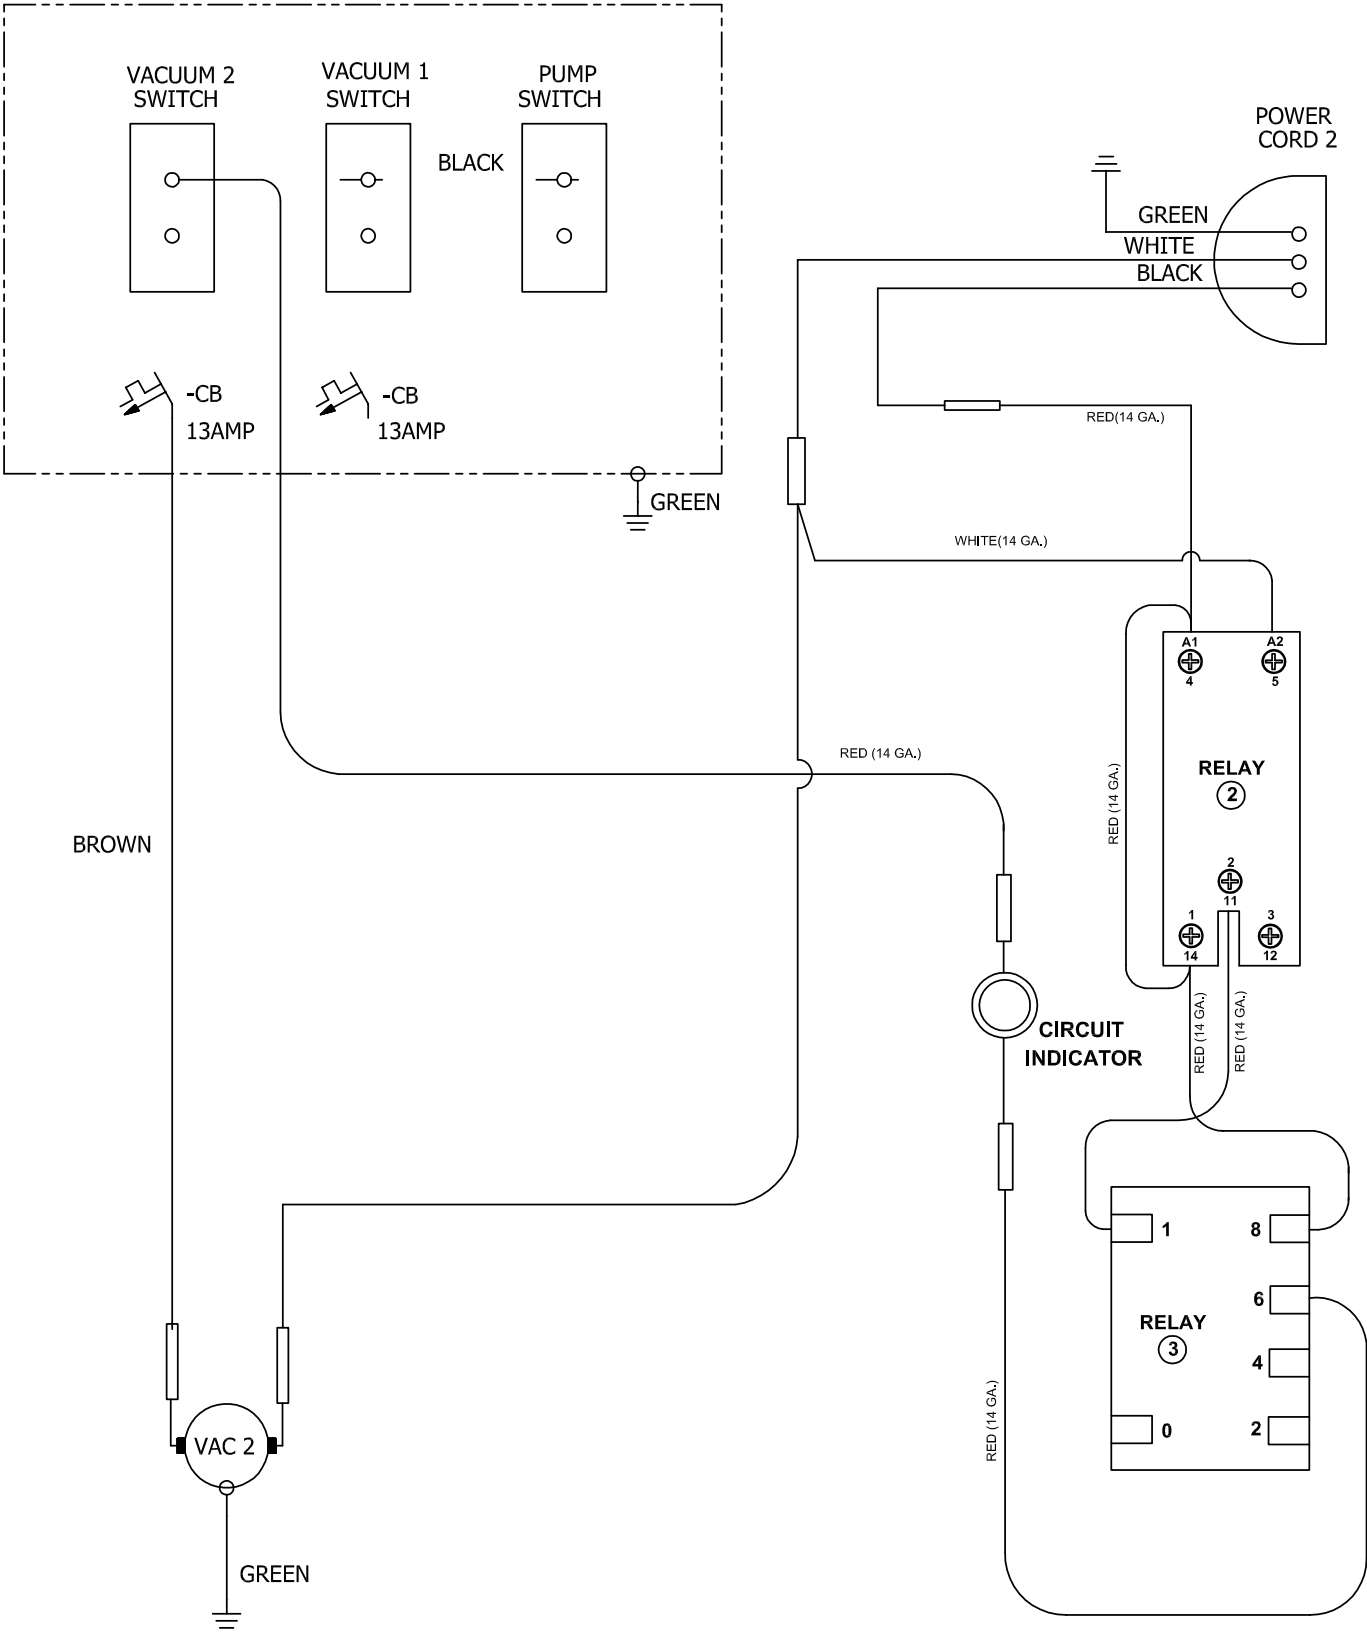 VACUUM 2
SWITCH
VACUUM 1
SWITCH
PUMP
SWITCH
BLACK
POWER
CORD 2
GREEN
WHITE
BLACK
-CB
13AMP
-CB
13AMP
RED(14 GA.)
GREEN
WHITE(14 GA.)
A1
A2
4
5
RED (14 GA.)
RED (14 GA.)
RELAY
2
BROWN
2
11
1
14
3
12
RED (14 GA.)
RED (14 GA.)
CIRCUIT
INDICATOR
1
8
6
RELAY
3
4
0
2
RED (14 GA.)
VAC 2
GREEN